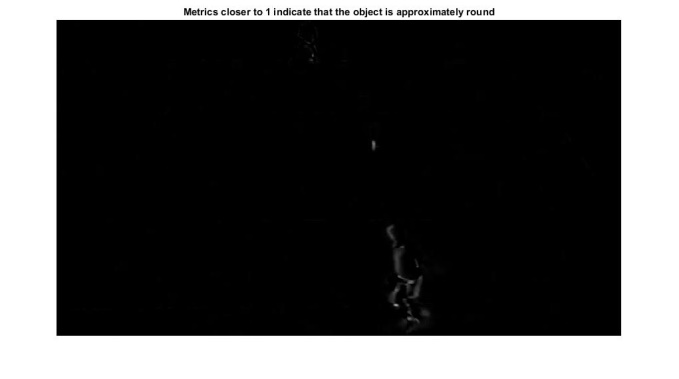 Metrics closer to 1 indicate that the object is approximately round